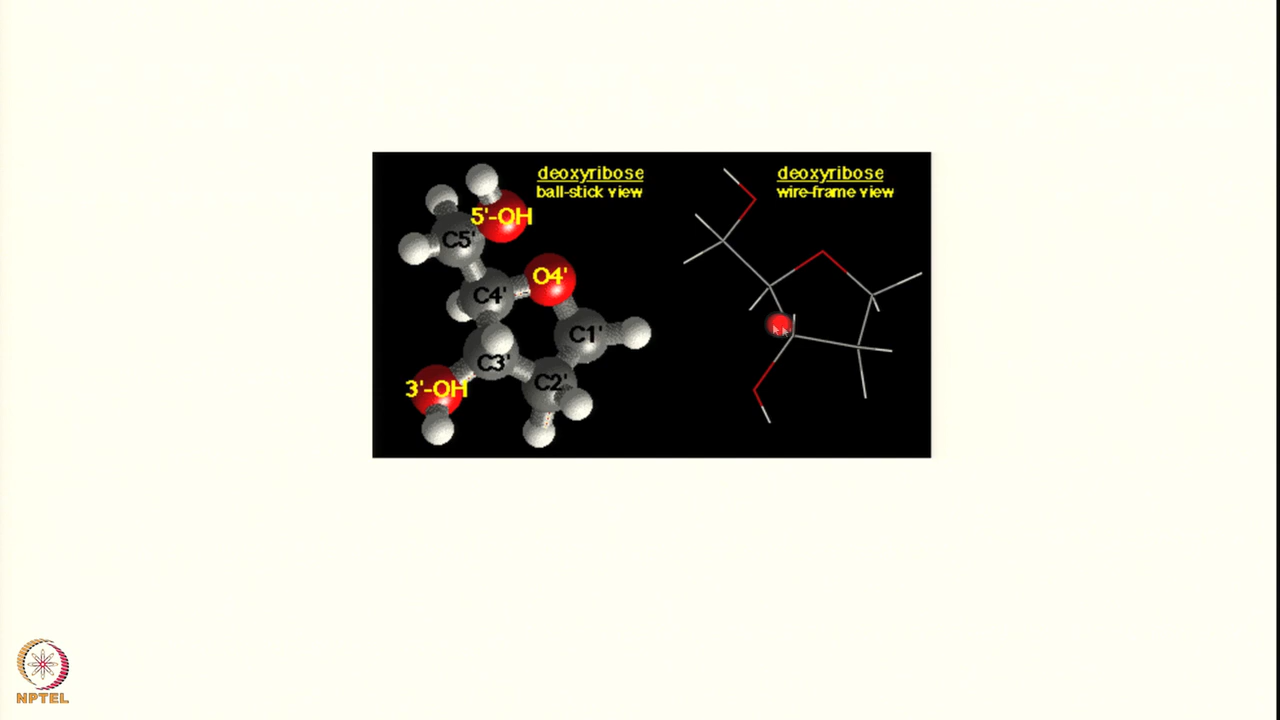 deoxyribose
ball-stick view
5'-OH
C5'
O4'
C4'
C1'
C3'
C2'
3'-OH
deoxyribose
wire-frame view
NPTEL